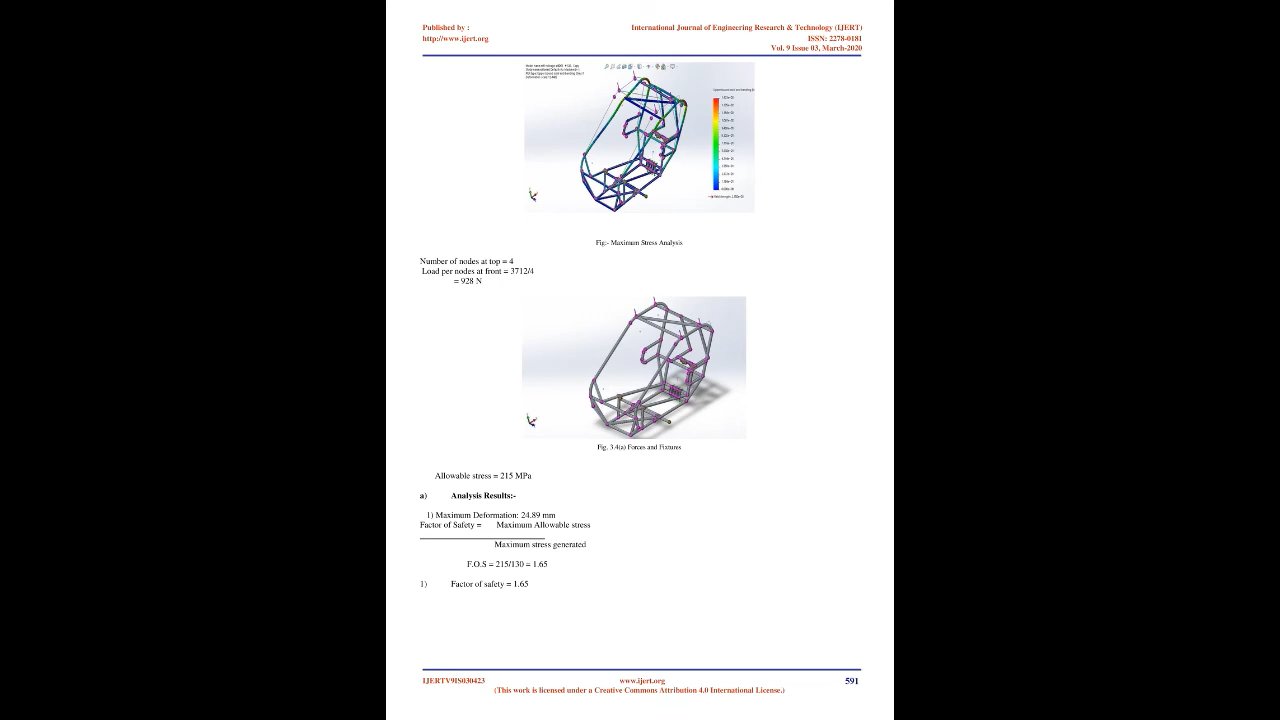 Published by :
International Journal of Engineering Research & Technology (IJERT)
http://www.ijert.org
ISSN: 2278-0181
Vol. 9 Issue 03, March-2020
Fig:- Maximum Stress Analysis
Number of nodes at top = 4
Load per nodes at front = 3712/4
= 928 N
Fig. 3.4(a) Forces and Fixtures
Allowable stress = 215 MPa
a) Analysis Results:-
1) Maximum Deformation: 24.89 mm
Factor of Safety = Maximum Allowable stress
Maximum stress generated
F.O.S = 215/130 = 1.65
1) Factor of safety = 1.65
IJERTV9IS030423
www.ijert.org
591
(This work is licensed under a Creative Commons Attribution 4.0 International License.)